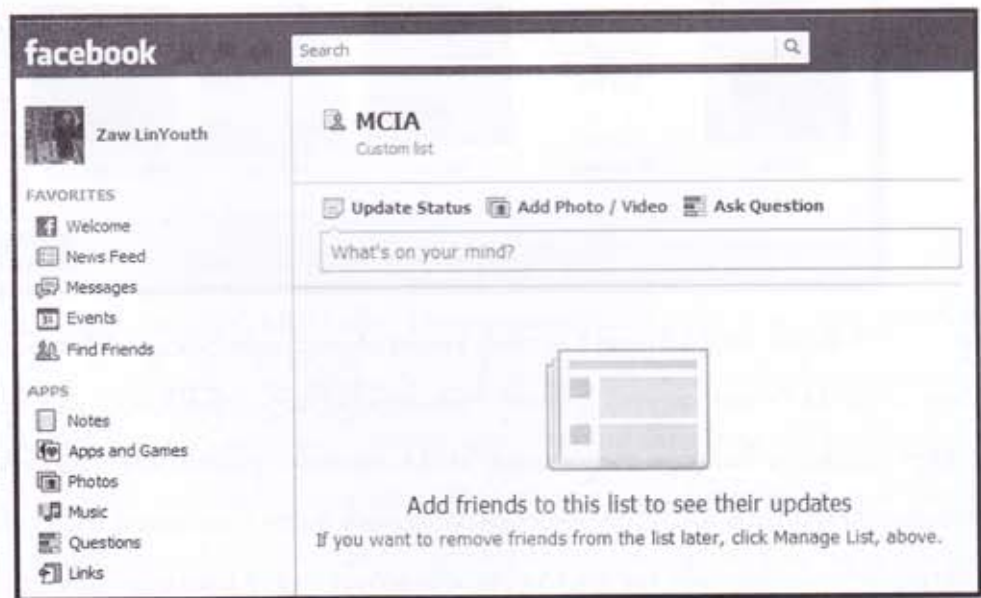 facebook
Search
Zaw LinYouth
FAVORITES
Welcome
News Feed
Messages
Events
Find Friends
APPS
Notes
Apps and Games
Photos
Music
Questions
Links
MCIA
Custom list
Update Status Add Photo / Video Ask Question
What's on your mind?
Add friends to this list to see their updates
If you want to remove friends from the list later, click Manage List, above.